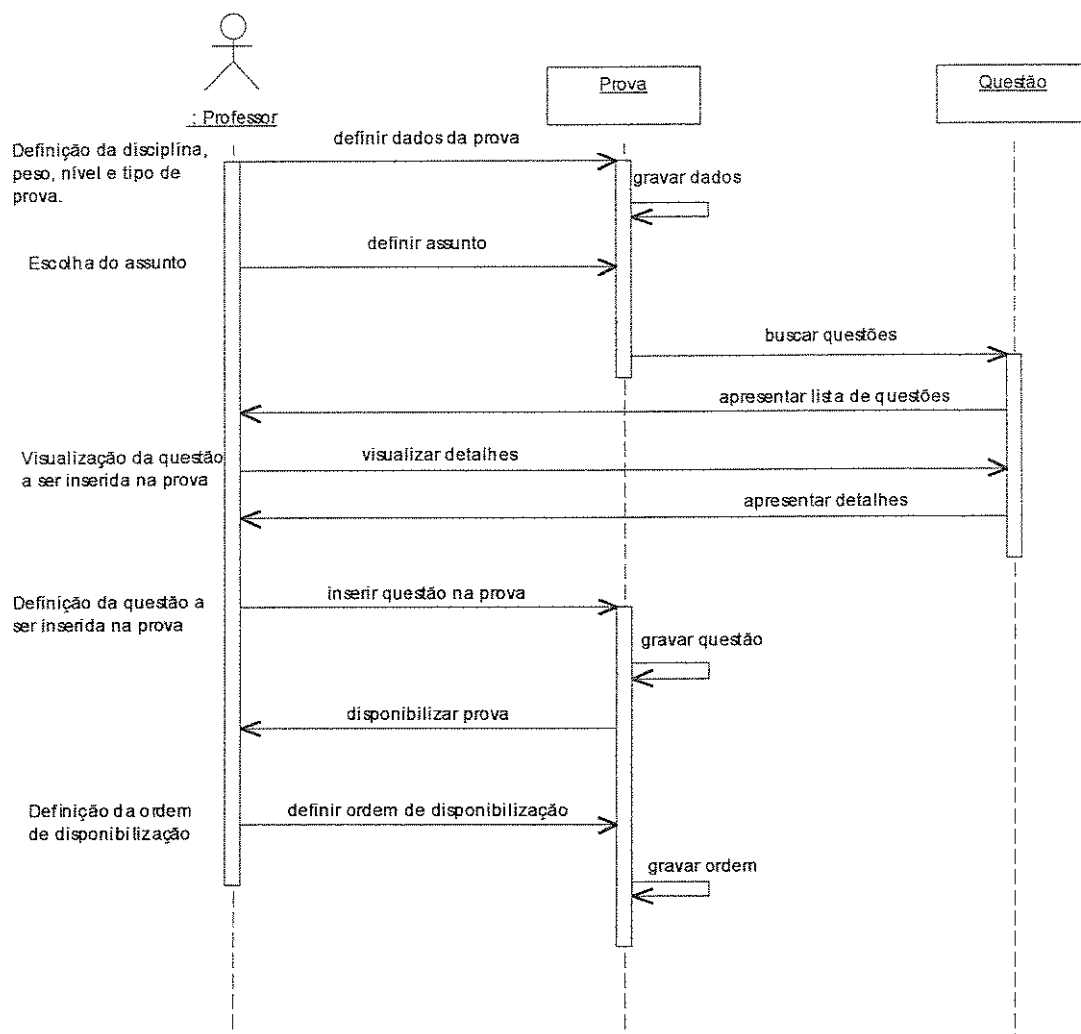 Prova
Questão
: Professor
Definição da disciplina,
peso, nível e tipo de
prova.
definir dados da prova
gravar dados
definir assunto
Escolha do assunto
buscar questões
apresentar lista de questões
Visualização da questão
a ser inserida na prova
visualizar detalhes
apresentar detalhes
Definição da questão a
ser inserida na prova
inserir questão na prova
gravar questão
disponibilizar prova
Definição da ordem
de disponibilização
definir ordem de disponibilização
gravar ordem